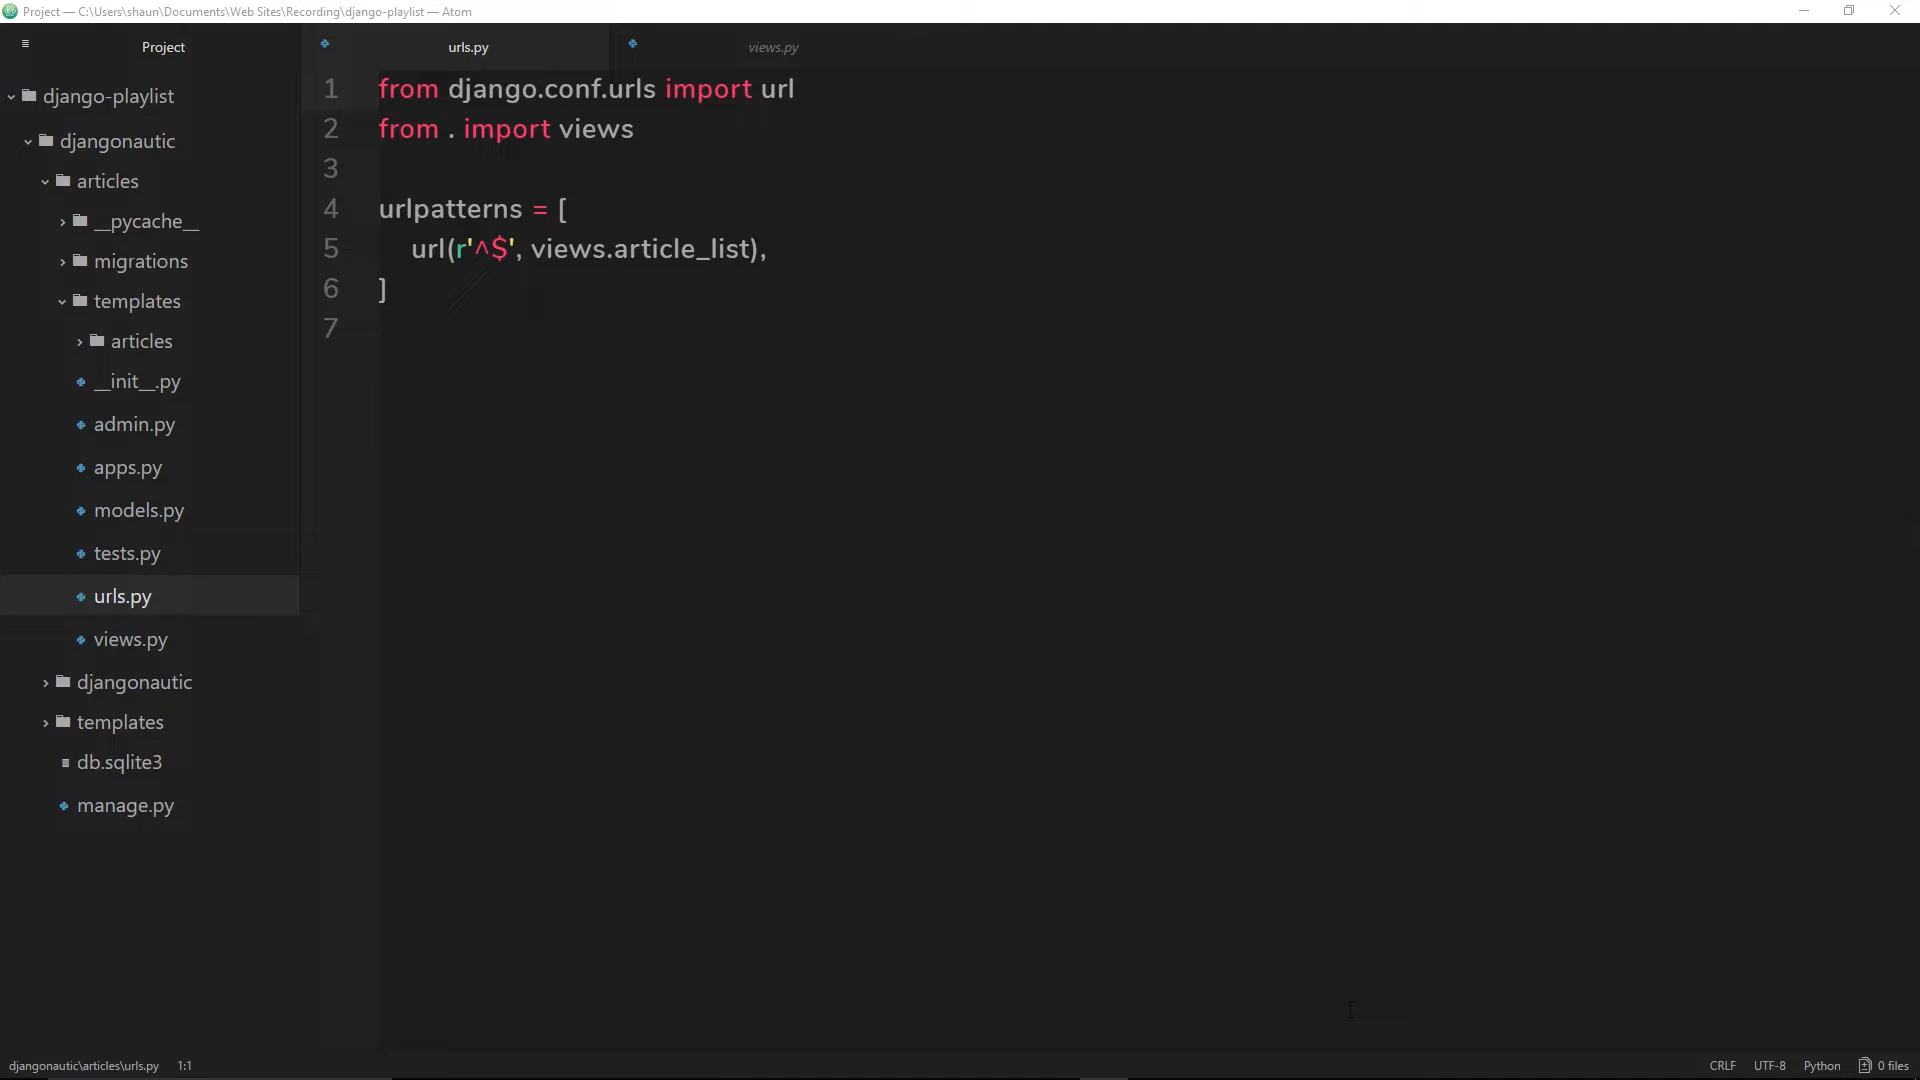 Project — C:\Users\shaun\Documents\Web Sites\Recording\django-playlist — Atom
Project
urls.py
views.py
django-playlist
djangonautic
articles
__pycache__
migrations
templates
articles
__init__.py
admin.py
apps.py
models.py
tests.py
urls.py
views.py
djangonautic
templates
db.sqlite3
manage.py
1 from django.conf.urls import url
2 from . import views
3
4 urlpatterns = [
5 url(r'^$', views.article_list),
6 ]
7
djangonautic\articles\urls.py 1:1
CRLF UTF-8 Python 0 files